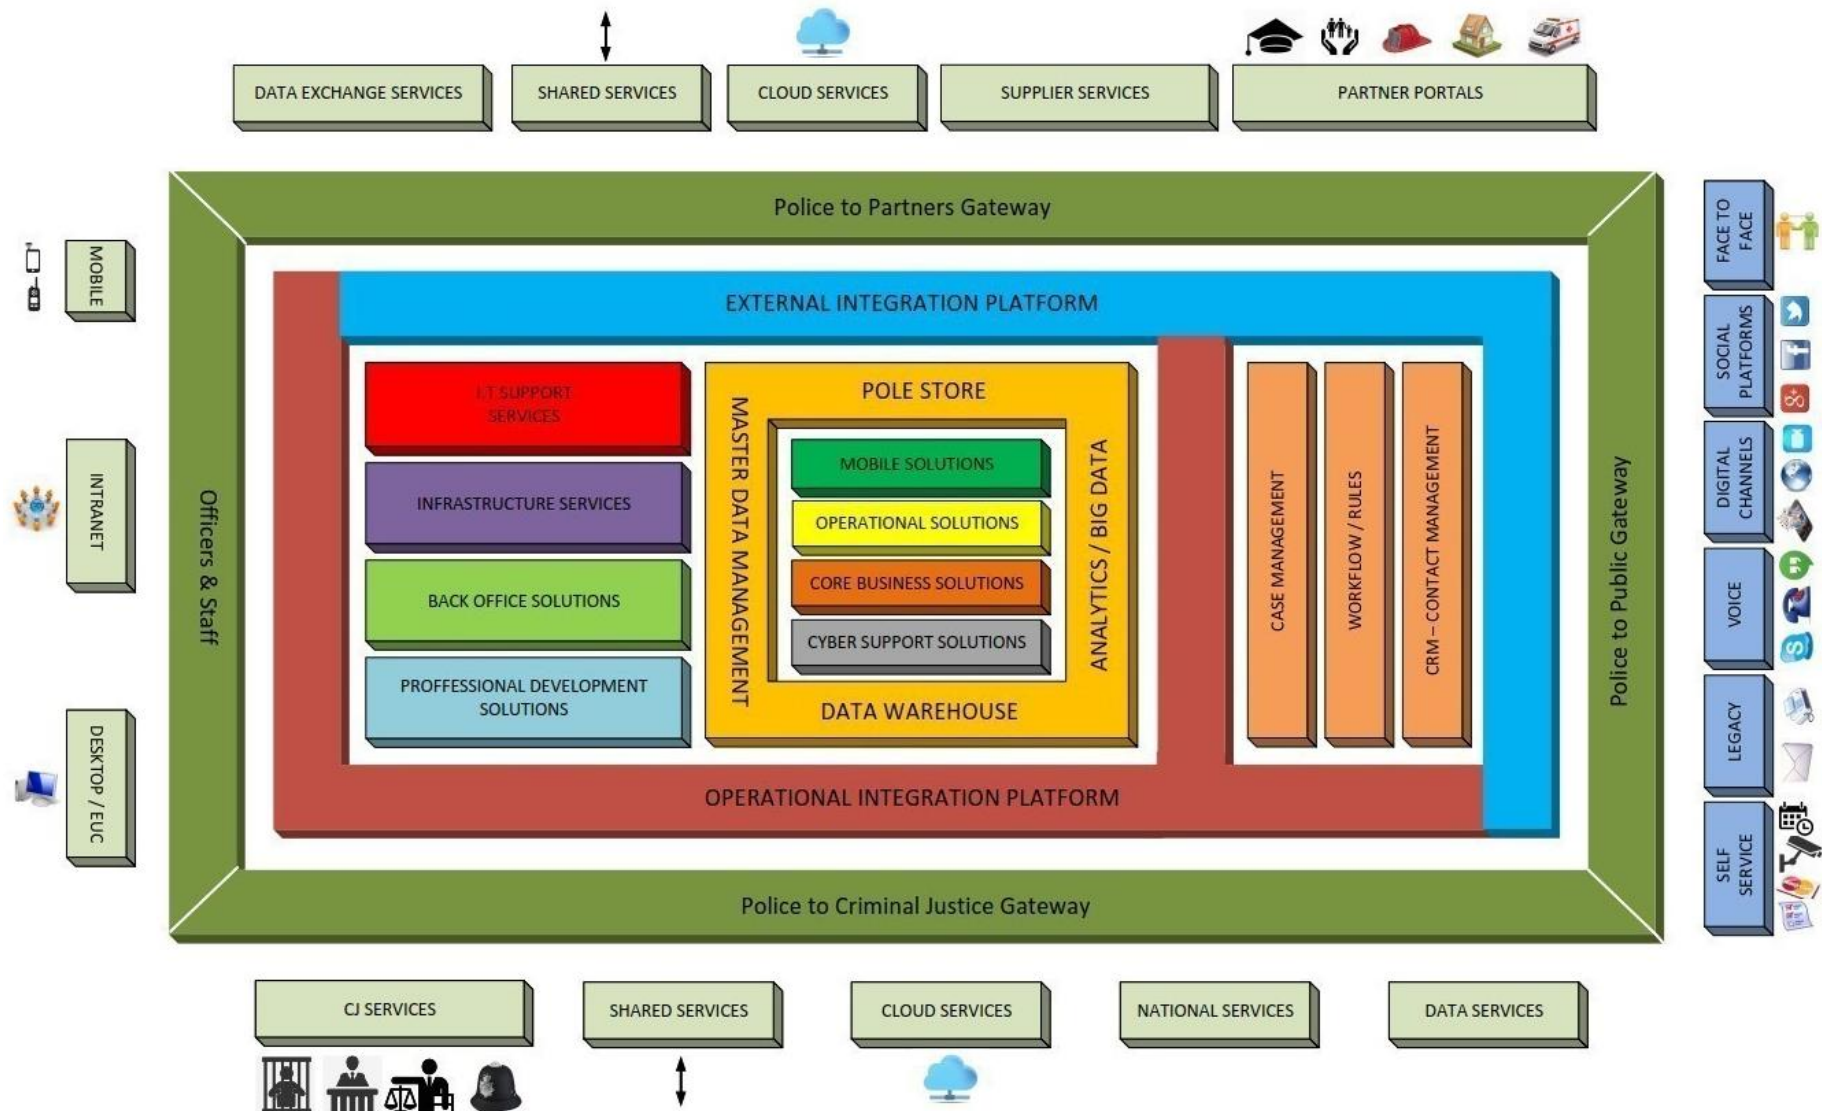 DATA EXCHANGE SERVICES
SHARED SERVICES
CLOUD SERVICES
SUPPLIER SERVICES
PARTNER PORTALS
Police to Partners Gateway
MOBILE
INTRANET
DESKTOP / EUC
Officers & Staff
EXTERNAL INTEGRATION PLATFORM
I.T SUPPORT
SERVICES
INFRASTRUCTURE SERVICES
BACK OFFICE SOLUTIONS
PROFFESSIONAL DEVELOPMENT
SOLUTIONS
POLE STORE
MASTER DATA MANAGEMENT
MOBILE SOLUTIONS
OPERATIONAL SOLUTIONS
CORE BUSINESS SOLUTIONS
CYBER SUPPORT SOLUTIONS
ANALYTICS / BIG DATA
DATA WAREHOUSE
CASE MANAGEMENT
WORKFLOW / RULES
CRM – CONTACT MANAGEMENT
OPERATIONAL INTEGRATION PLATFORM
Police to Public Gateway
FACE TO
FACE
SOCIAL
PLATFORMS
DIGITAL
CHANNELS
VOICE
LEGACY
SELF
SERVICE
Police to Criminal Justice Gateway
CJ SERVICES
SHARED SERVICES
CLOUD SERVICES
NATIONAL SERVICES
DATA SERVICES